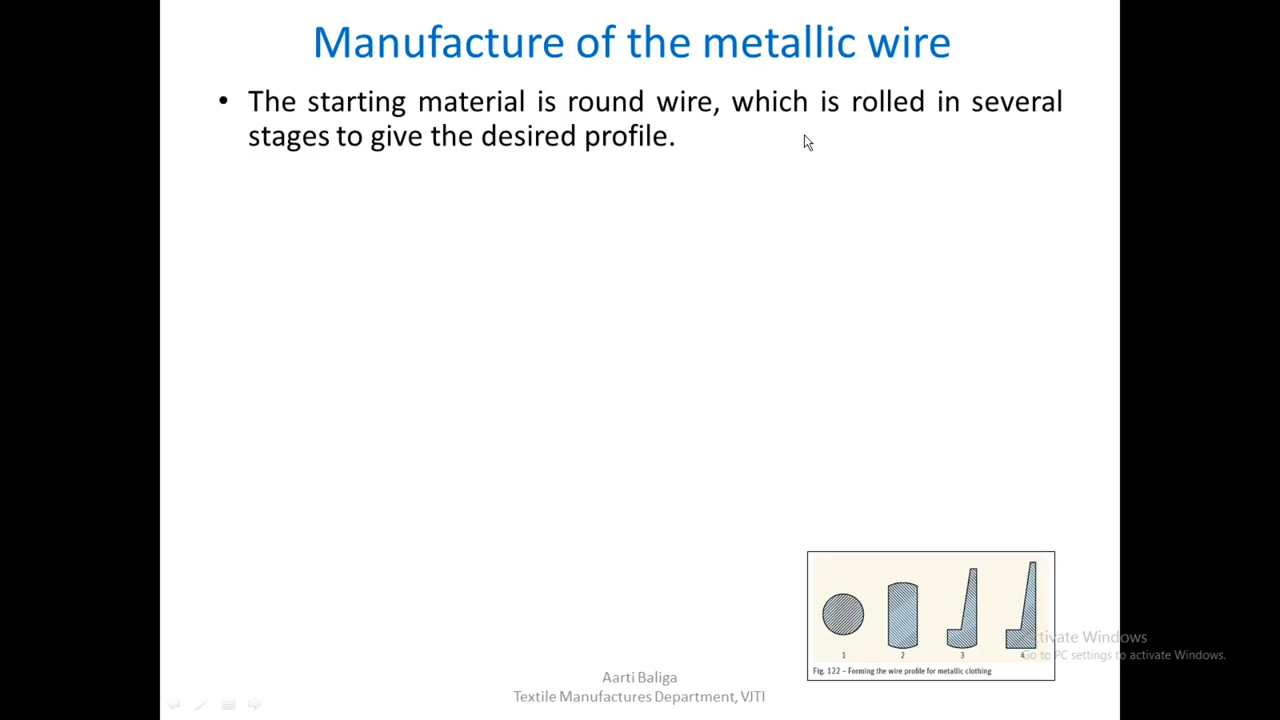 Manufacture of the metallic wire
• The starting material is round wire, which is rolled in several
stages to give the desired profile.
1 2 3 4
Fig. 122 – Forming the wire profile for metallic clothing
Activate Windows
Go to PC settings to activate Windows.
Aarti Baliga
Textile Manufactures Department, VJTI